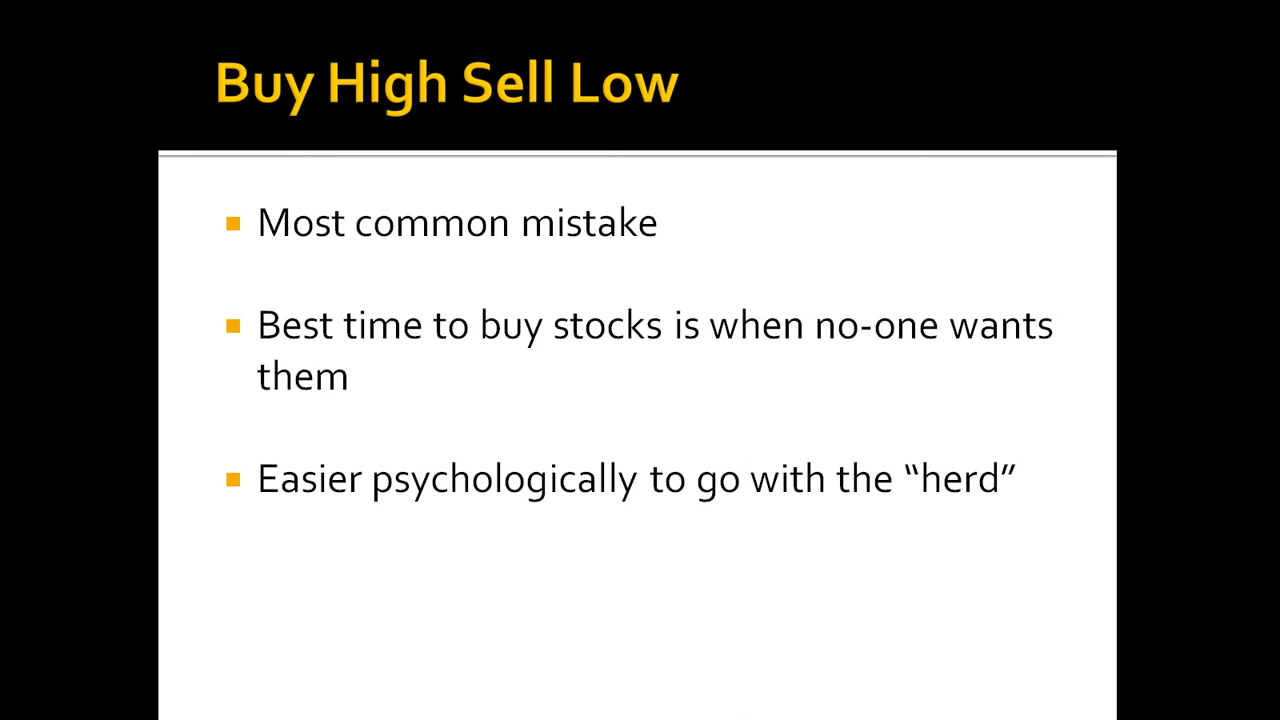 Buy High Sell Low
Most common mistake
Best time to buy stocks is when no-one wants
them
Easier psychologically to go with the “herd”